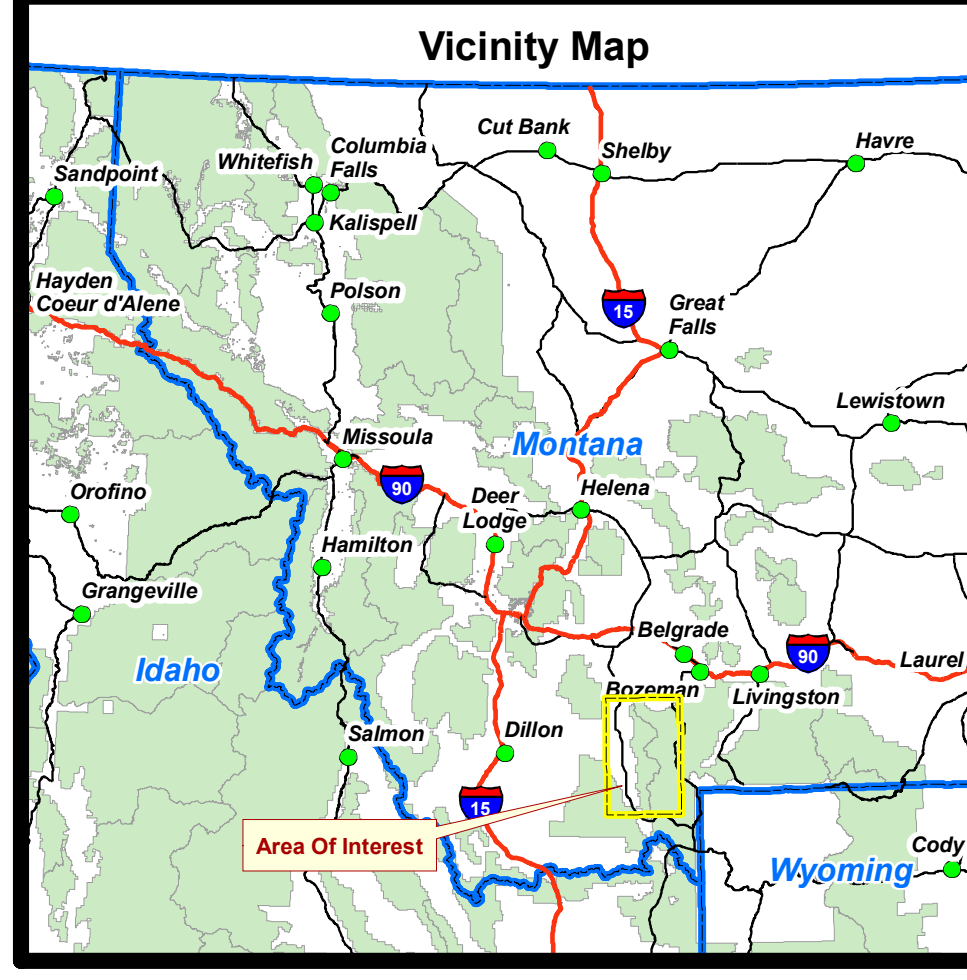 Vicinity Map
Cut Bank
Havre
Columbia
Falls
Whitefish
Shelby
Sandpoint
Kalispell
Hayden
Coeur d'Alene
Polson
15
Great
Falls
Lewistown
Missoula
Montana
90
Deer
Lodge
Helena
Orofino
Hamilton
Grangeville
Belgrade
90
Laurel
Idaho
Bozeman
Livingston
Salmon
Dillon
15
Area Of Interest
Cody
Wyoming